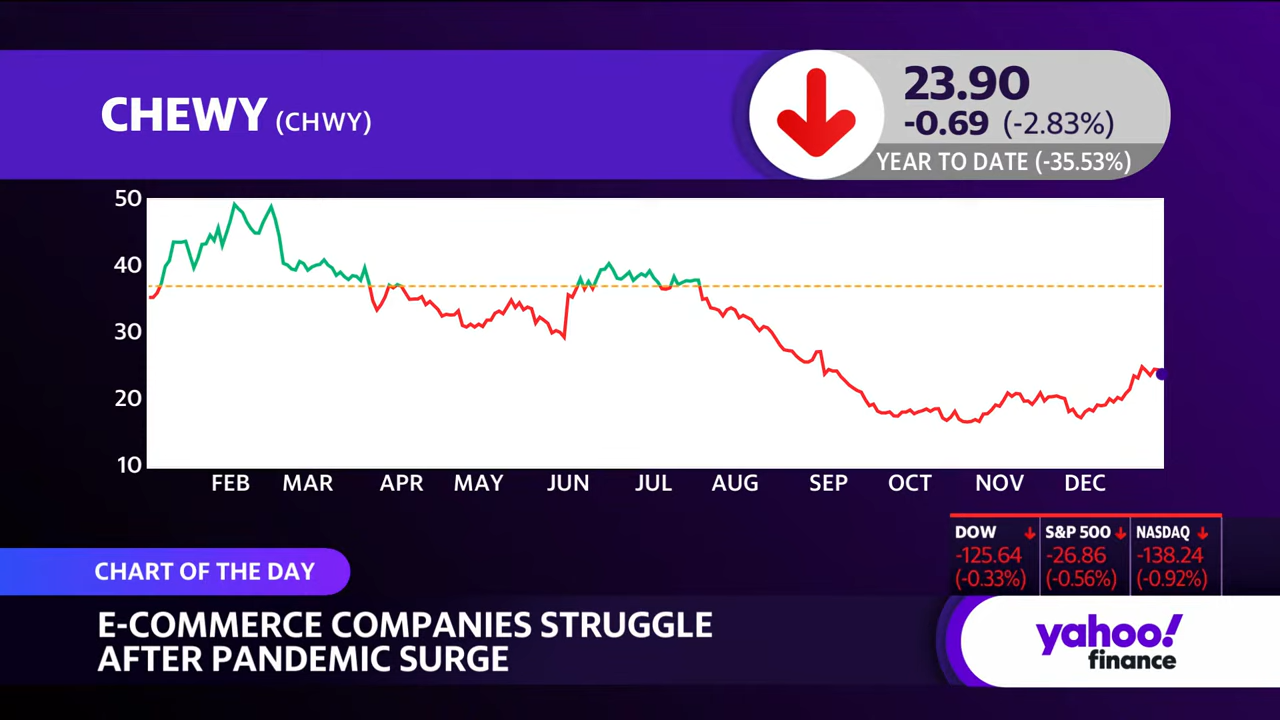 CHEWY (CHWY)
23.90
-0.69 (-2.83%)
YEAR TO DATE (-35.53%)
50
40
30
20
10
FEB MAR APR MAY JUN JUL AUG SEP OCT NOV DEC
DOW S&P 500 NASDAQ
-125.64 -26.86 -138.24
(-0.33%) (-0.56%) (-0.92%)
CHART OF THE DAY
E-COMMERCE COMPANIES STRUGGLE
AFTER PANDEMIC SURGE
yahoo!
finance